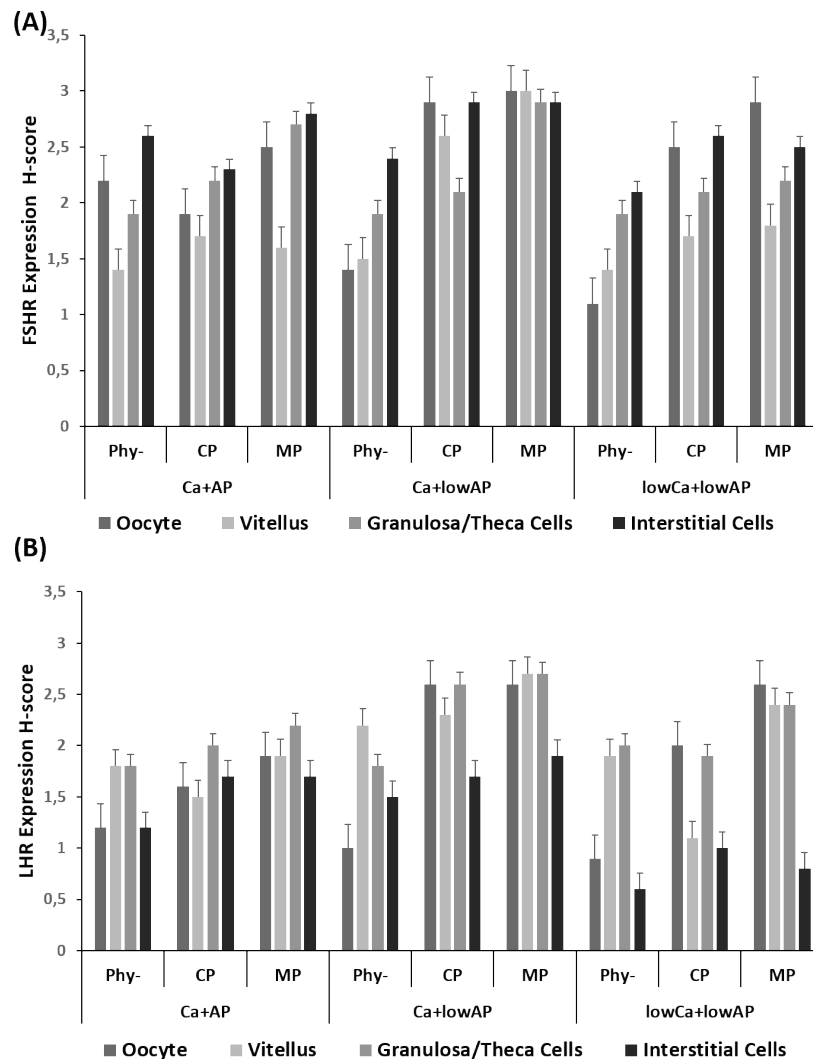 (A)
3,5
3
2,5
2
1,5
1
0,5
0
FSHR Expression H-score
Phy- CP MP Phy- CP MP Phy- CP MP
Ca+AP Ca+lowAP lowCa+lowAP
Oocyte Vitellus Granulosa/Theca Cells Interstitial Cells
(B)
3,5
3
2,5
2
1,5
1
0,5
0
LHR Expression H-score
Phy- CP MP Phy- CP MP Phy- CP MP
Ca+AP Ca+lowAP lowCa+lowAP
Oocyte Vitellus Granulosa/Theca Cells Interstitial Cells